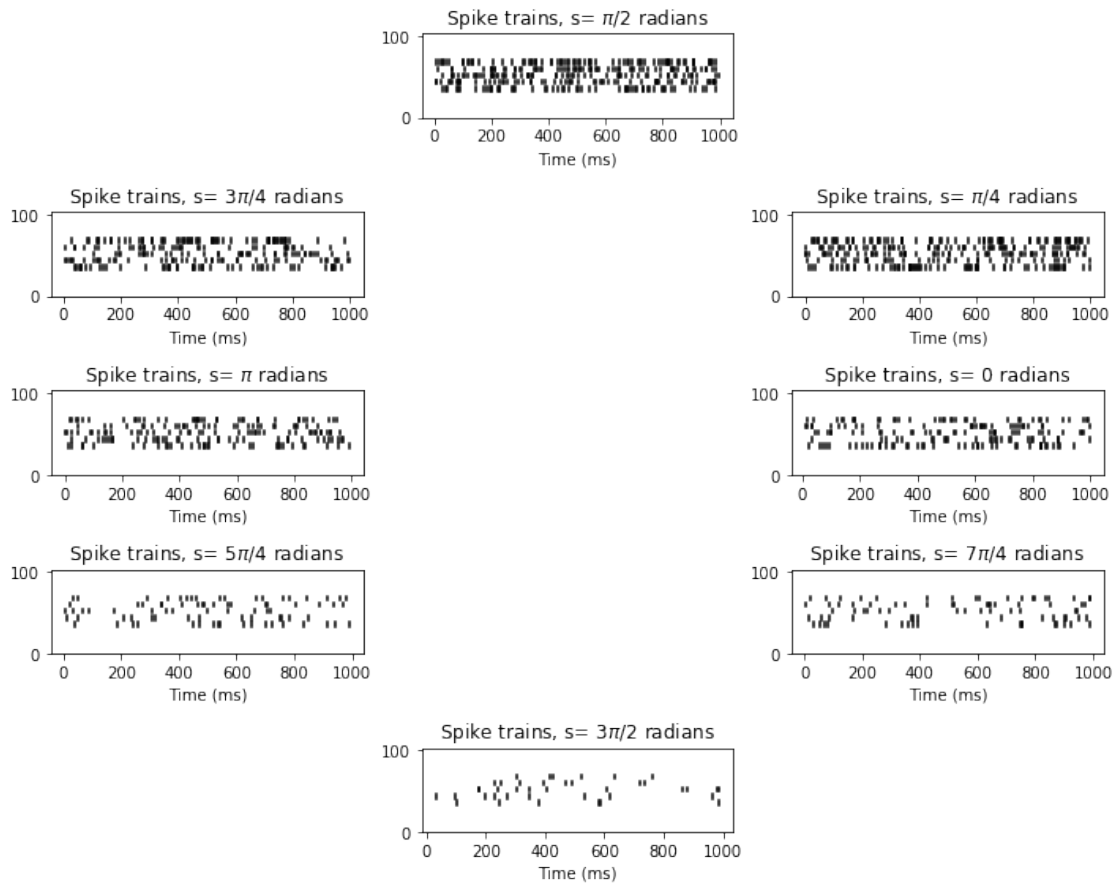 Spike trains, s= π/2 radians
100
0
0 200 400 600 800 1000
Time (ms)
Spike trains, s= 3π/4 radians
100
0
0 200 400 600 800 1000
Time (ms)
Spike trains, s= π/4 radians
100
0
0 200 400 600 800 1000
Time (ms)
Spike trains, s= π radians
100
0
0 200 400 600 800 1000
Time (ms)
Spike trains, s= 0 radians
100
0
0 200 400 600 800 1000
Time (ms)
Spike trains, s= 5π/4 radians
100
0
0 200 400 600 800 1000
Time (ms)
Spike trains, s= 7π/4 radians
100
0
0 200 400 600 800 1000
Time (ms)
Spike trains, s= 3π/2 radians
100
0
0 200 400 600 800 1000
Time (ms)